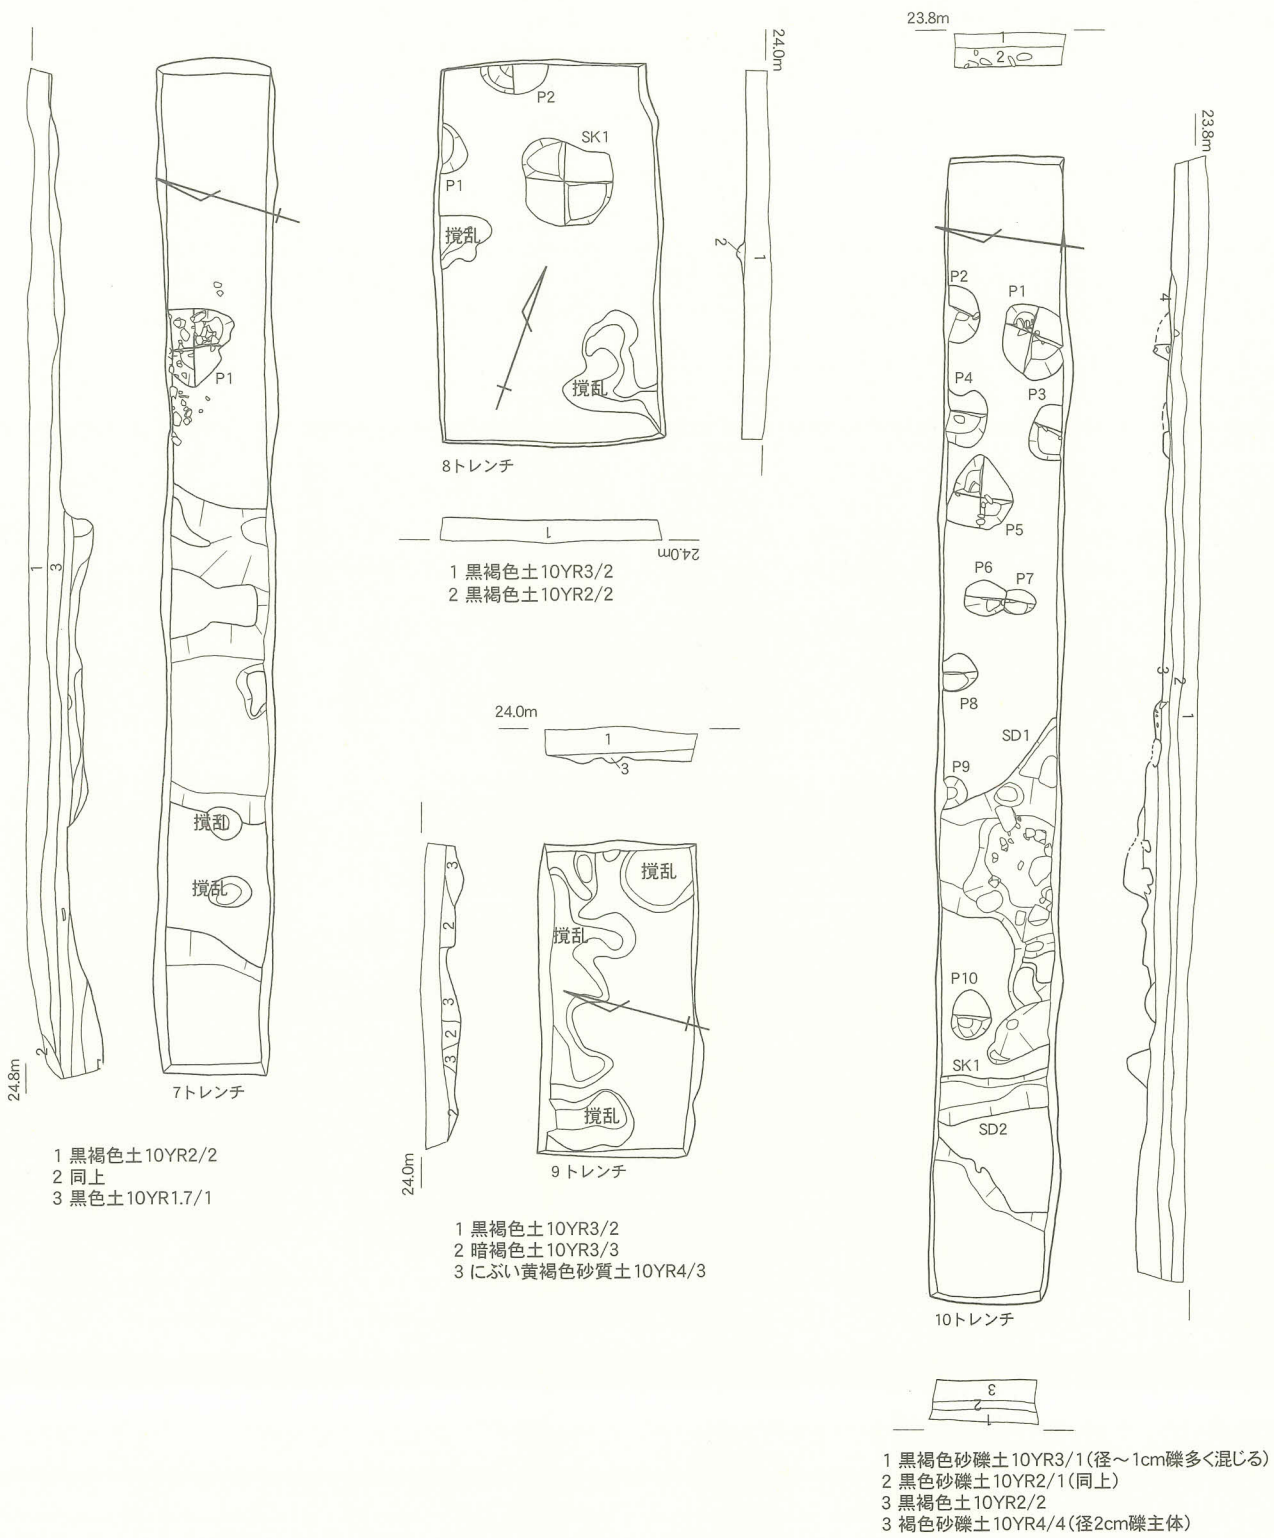 P1
撹乱
撹乱
1
3
2
24.8m
7トレンチ
1 黒褐色土10YR2/2
2 同上
3 黒色土10YR1.7/1
P2
SK1
P1
撹乱
撹乱
8トレンチ
24.0m
2
1
1
24.0m
1 黒褐色土10YR3/2
2 黒褐色土10YR2/2
24.0m
1
3
3
2
3
2
3
2
24.0m
撹乱
撹乱
撹乱
9トレンチ
1 黒褐色土10YR3/2
2 暗褐色土10YR3/3
3 にぶい黄褐色砂質土10YR4/3
23.8m
1
2
23.8m
P2
P1
P4
P3
P5
P6
P7
P8
SD1
P9
P10
SK1
SD2
10トレンチ
4
3
2
1
3
2
1
1 黒褐色砂礫土10YR3/1(径～1cm礫多く混じる)
2 黒色砂礫土10YR2/1(同上)
3 黒褐色土10YR2/2
3 褐色砂礫土10YR4/4(径2cm礫主体)